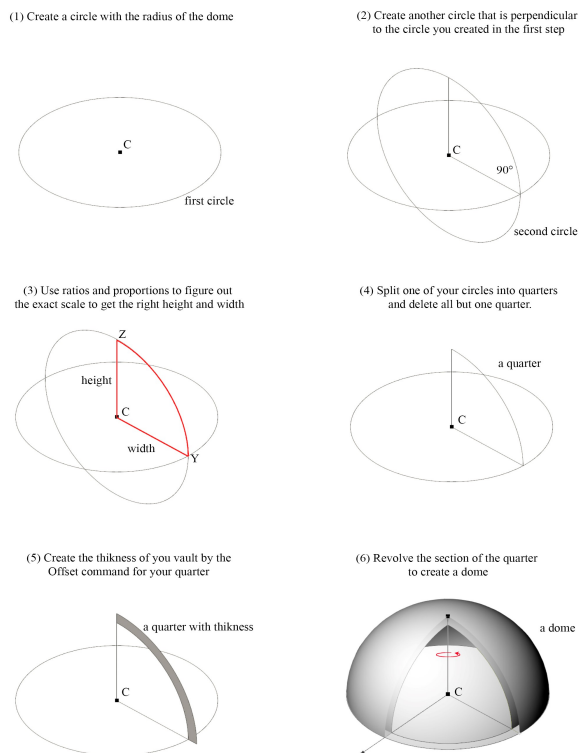 (1) Create a circle with the radius of the dome
C
first circle
(2) Create another circle that is perpendicular
to the circle you created in the first step
C
90°
second circle
(3) Use ratios and proportions to figure out
the exact scale to get the right height and width
Z
height
C
width
Y
(4) Split one of your circles into quarters
and delete all but one quarter.
a quarter
C
(5) Create the thikness of you vault by the
Offset command for your quarter
a quarter with thikness
C
(6) Revolve the section of the quarter
to create a dome
a dome
C